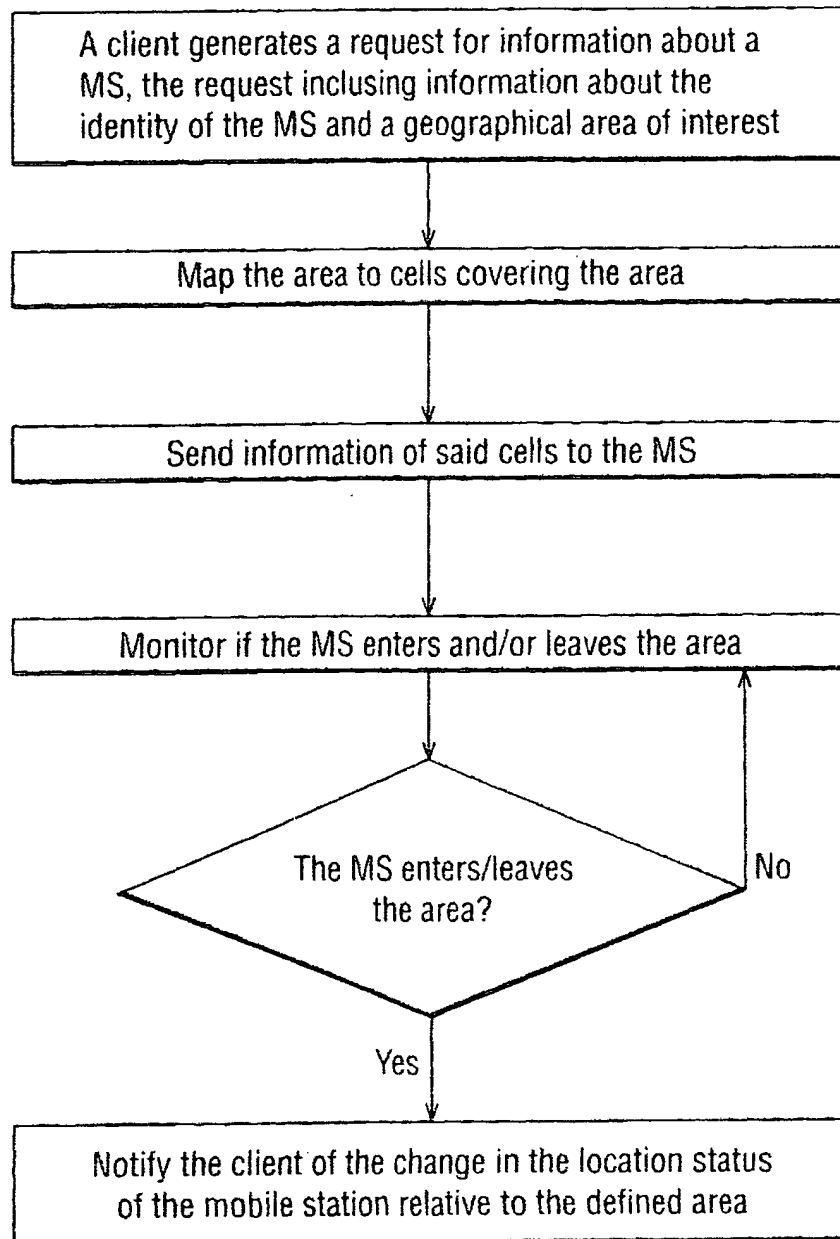 A client generates a request for information about a
MS, the request inclusing information about the
identity of the MS and a geographical area of interest
Map the area to cells covering the area
Send information of said cells to the MS
Monitor if the MS enters and/or leaves the area
The MS enters/leaves
the area?
No
Yes
Notify the client of the change in the location status
of the mobile station relative to the defined area